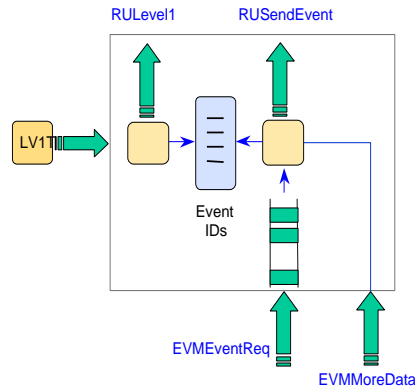 RULevel1
RUSendEvent
LV1T
Event
IDs
EVMEventReq
EVMMoreData